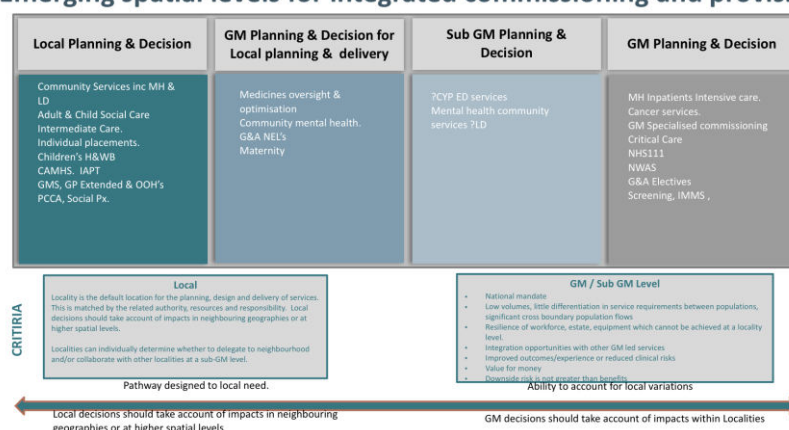 Emerging spatial levels for integrated commissioning and provis
Local Planning & Decision
GM Planning & Decision for
Local planning & delivery
Sub GM Planning &
Decision
GM Planning & Decision
Community Services inc MH &
LD
Adult & Child Social Care
Intermediate Care.
Individual placements.
Children's H&WB
CAMHS. IAPT
GMS, GP Extended & OOH's
PCCA, Social Px.
Medicines oversight &
optimisation
Community mental health.
G&A NEL's
Maternity
?CYP ED services
Mental health community
services ?LD
MH Inpatients Intensive care.
Cancer services.
GM Specialised commissioning
Critical Care
NHS111
NWAS
G&A Electives
Screening, IMMS ,
CRITIRIA
Local
Locality is the default location for the planning, design and delivery of services.
This is matched by the related authority, resources and responsibility. Local
decisions should take account of impacts in neighbouring geographies or at
higher spatial levels.
Localities can individually determine whether to delegate to neighbourhood
and/or collaborate with other localities at a sub-GM level.
GM / Sub GM Level
• National mandate
• Low volumes, little differentiation in service requirements between populations,
significant cross boundary population flows
• Resilience of workforce, estate, equipment which cannot be achieved at a locality
level.
• Integration opportunities with other GM led services
• Improved outcomes/experience or reduced clinical risks
• Value for money
• Downside risk is not greater than benefits
Pathway designed to local need.
Ability to account for local variations
Local decisions should take account of impacts in neighbouring
geographies or at higher spatial levels
GM decisions should take account of impacts within Localities